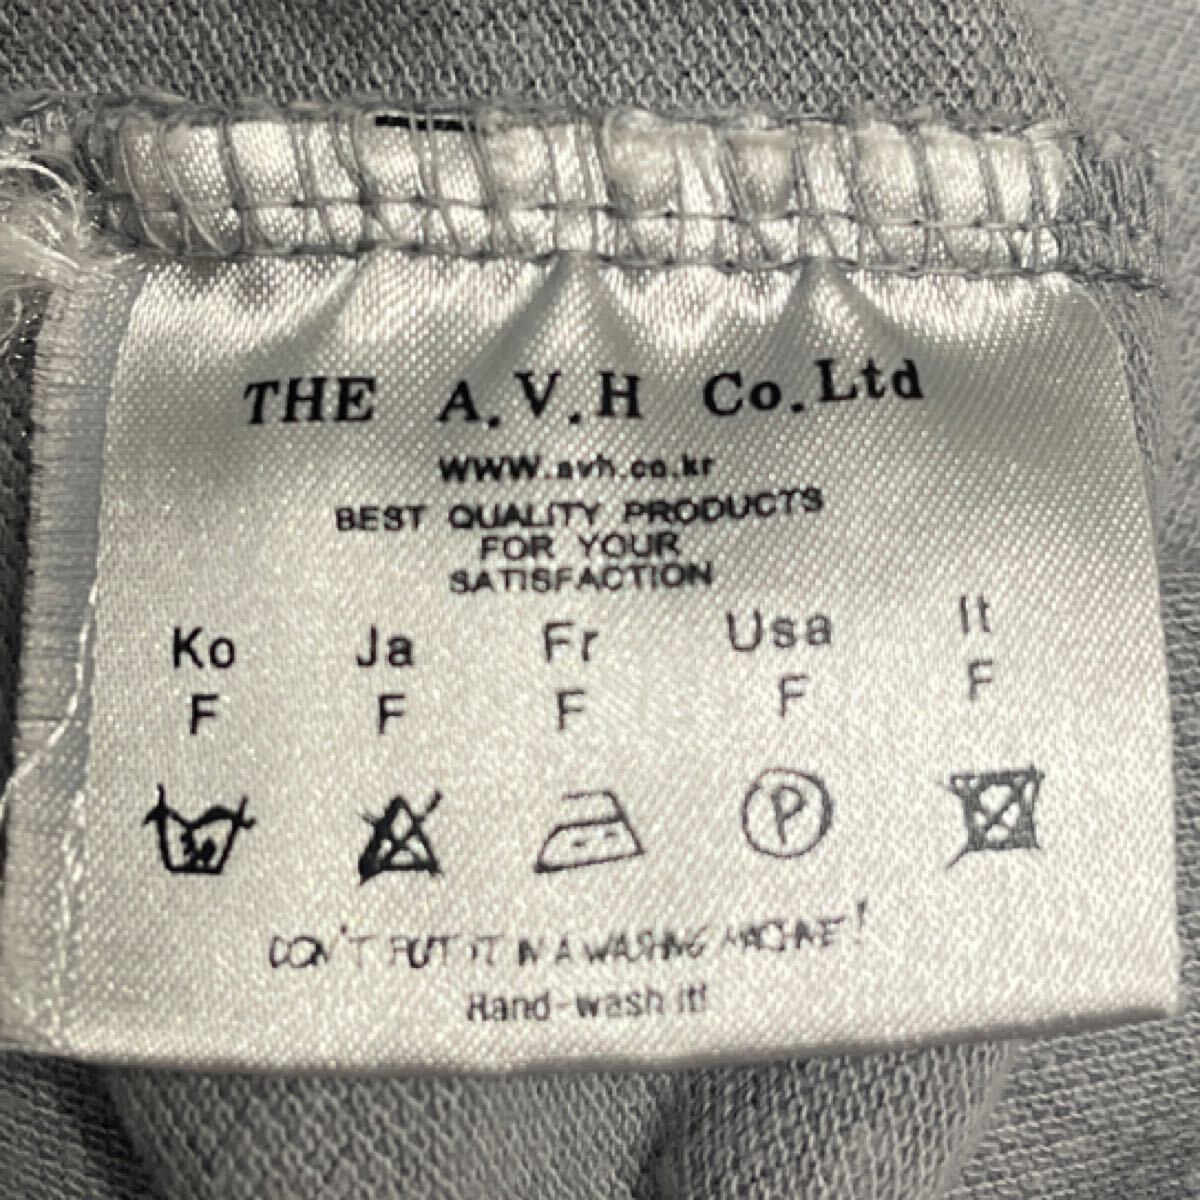 THE A.V.H Co.Ltd
WWW.avh.co.kr
BEST QUALITY PRODUCTS
FOR YOUR
SATISFACTION
Ko Ja Fr Usa It
F F F F F
30 P
DON'T PUT IT IN A WASHING MACHINE!
Hand-wash it!